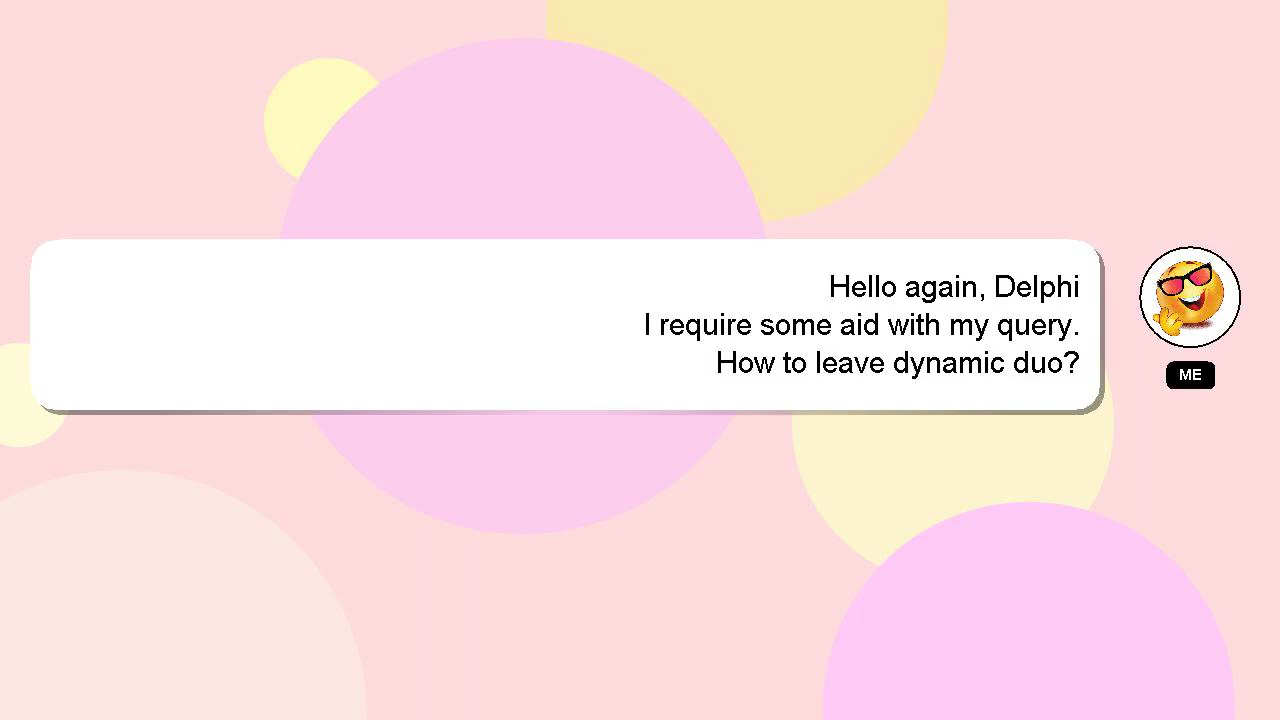 Hello again, Delphi
I require some aid with my query.
How to leave dynamic duo?
ME